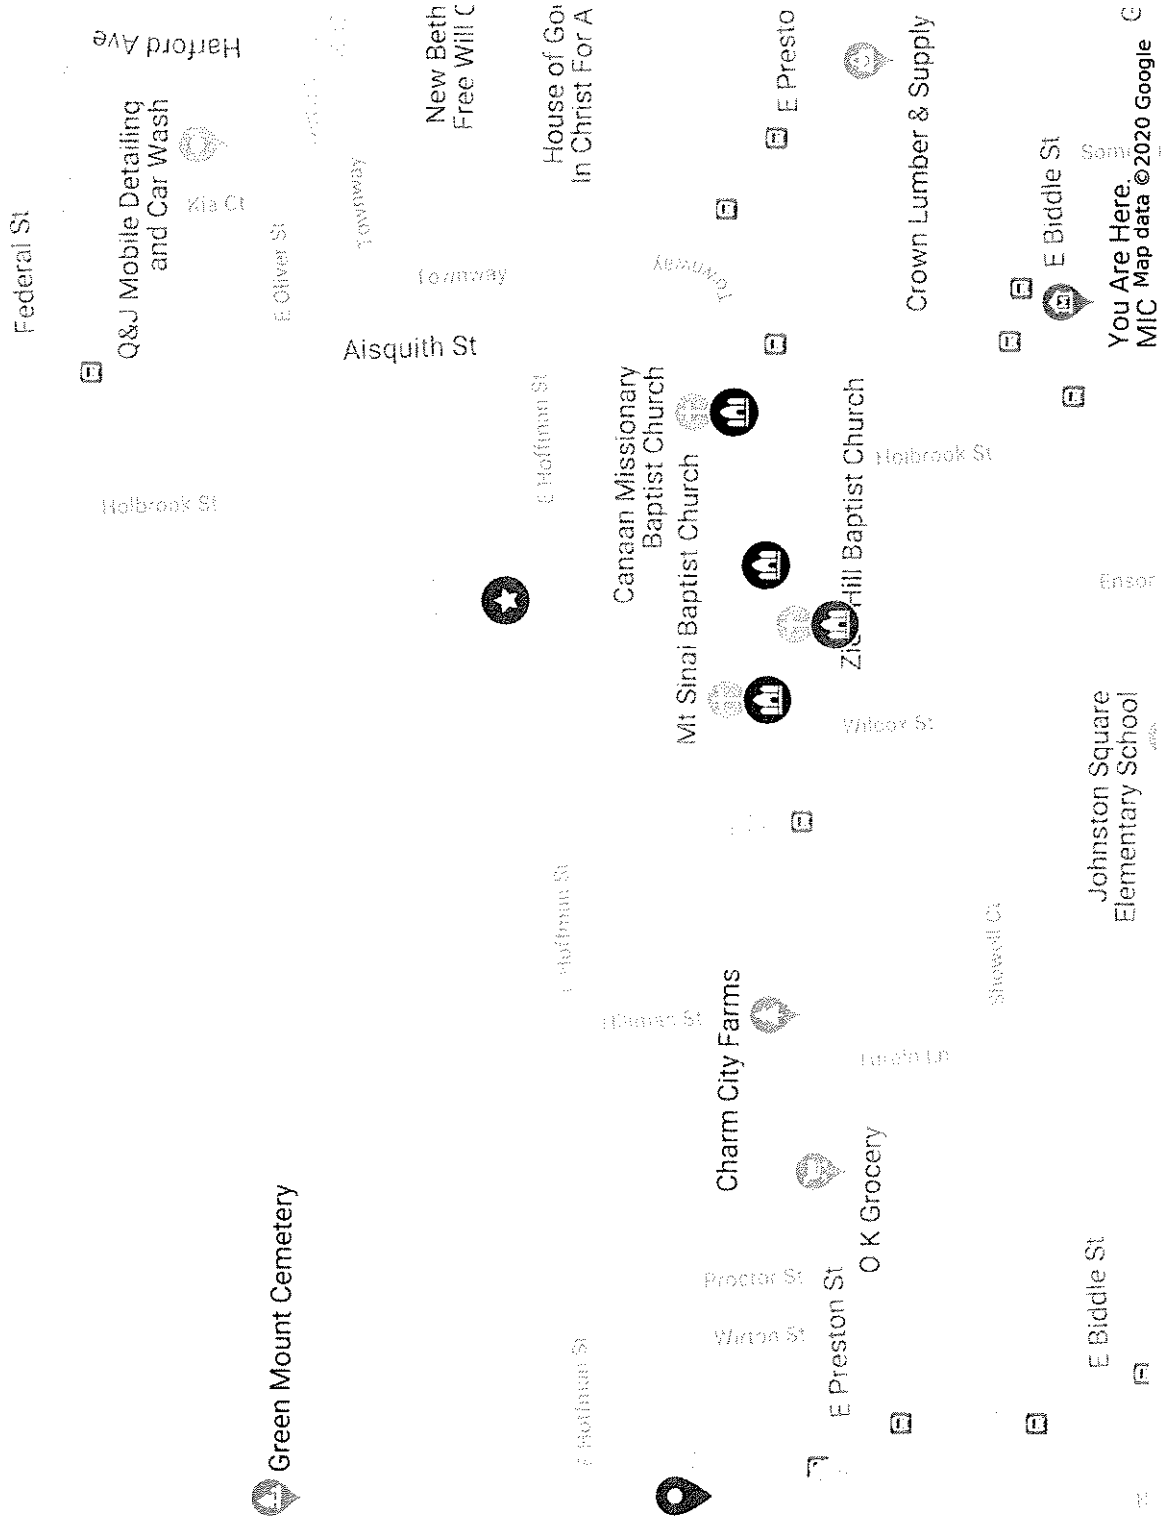 Harford Ave
New Beth
Free Will C
House of Go
In Christ For A
E Presto
Crown Lumber & Supply
Federal St
Q&J Mobile Detailing
and Car Wash
Kia Ct
E Oliver St
Townway
Townway
Townway
E Biddle St
You Are Here.
MIC Map data ©2020 Google
Aisquith St
Holbrook St
E Hoffman St
Canaan Missionary
Baptist Church
Mt Sinai Baptist Church
Hill Baptist Church
Holbrook St
Ensor
Wilcox St
Johnston Square
Elementary School
E Hoffman St
Charm City Farms
Showell Ct
O K Grocery
Green Mount Cemetery
Proctor St
E Preston St
E Biddle St
E Hoffman St